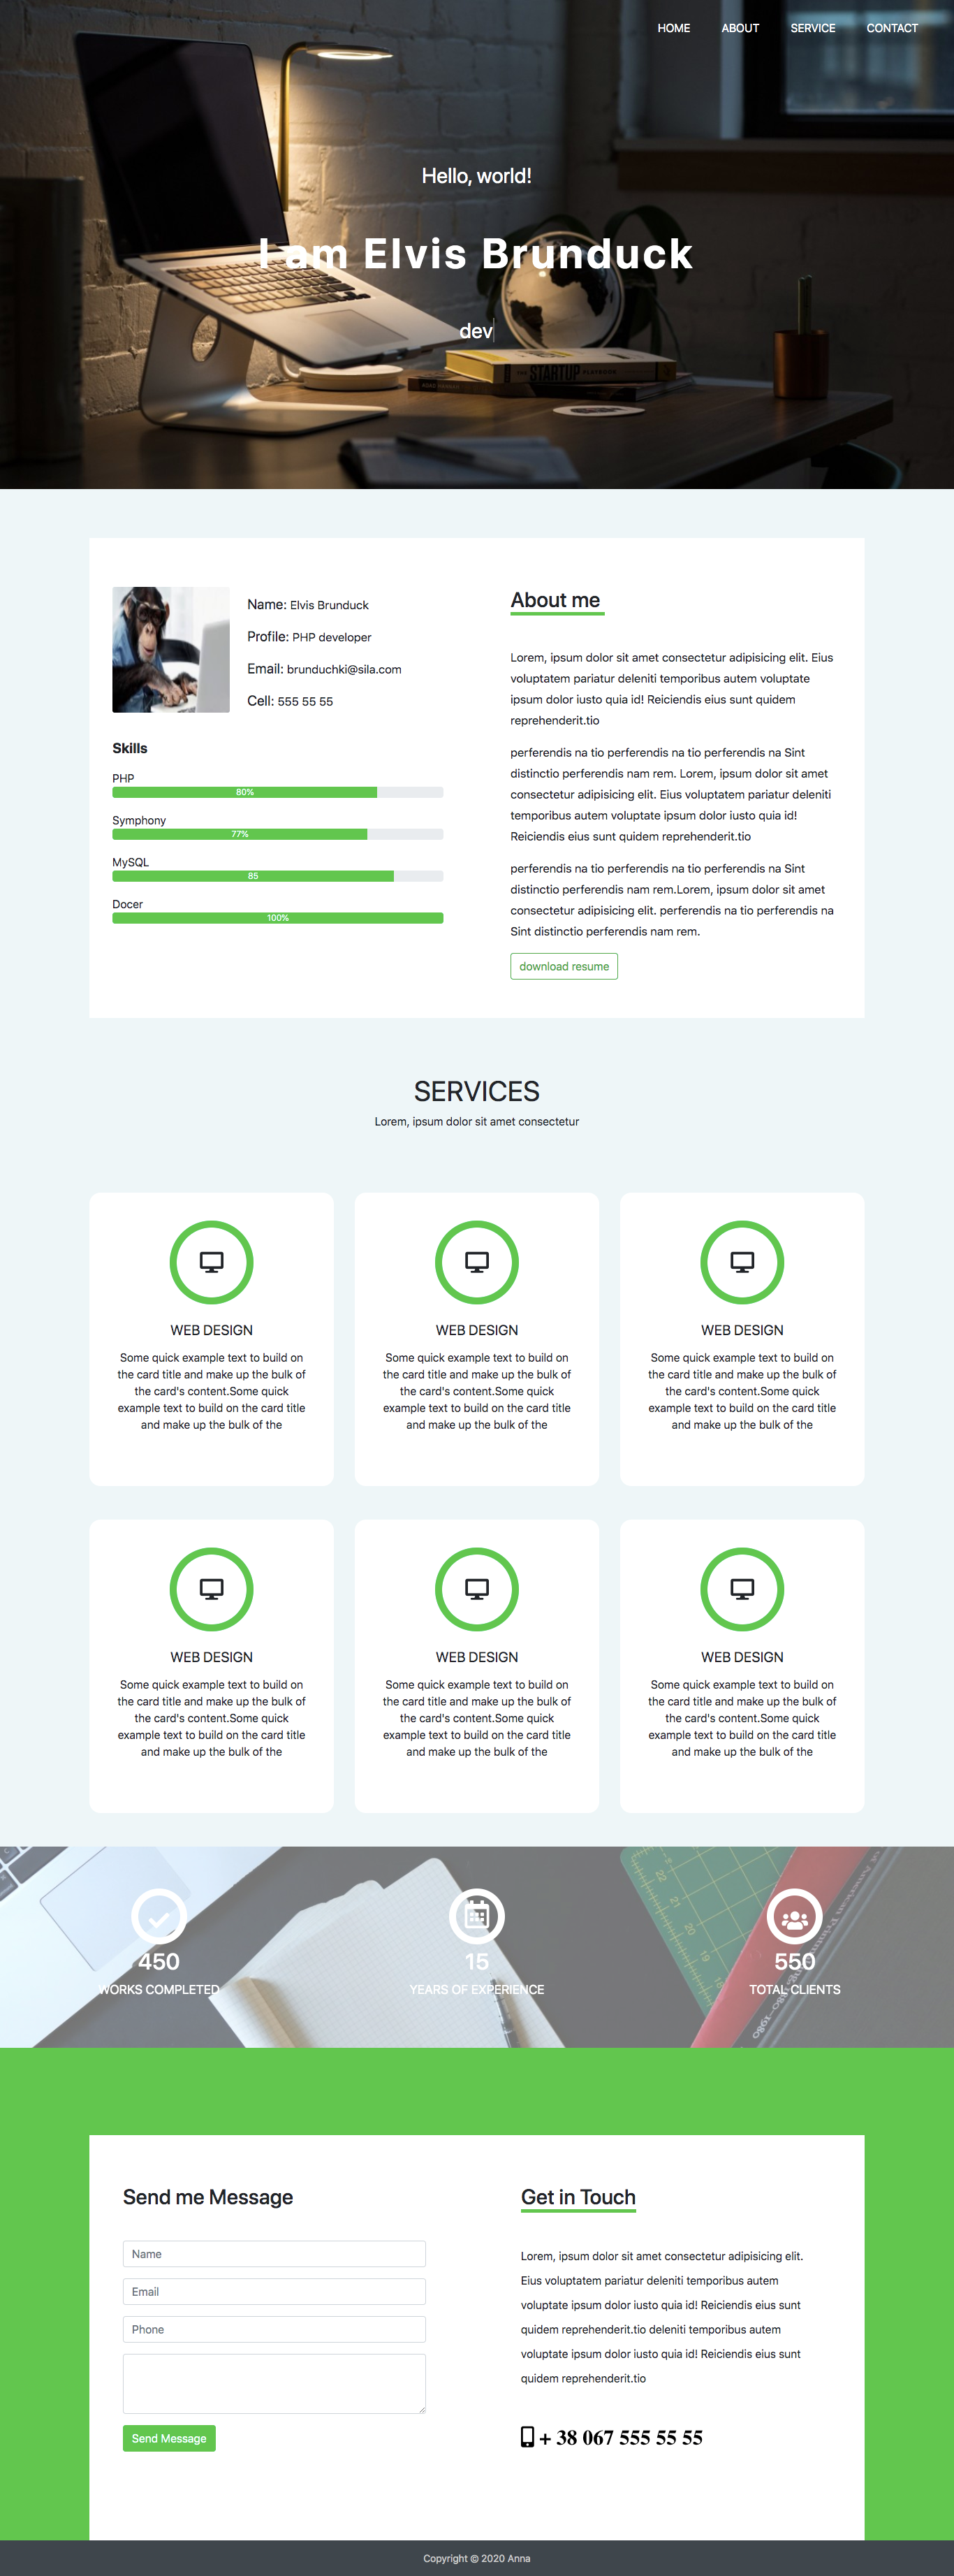 HOME ABOUT SERVICE CONTACT
Hello, world!
I am Elvis Brunduck
dev
THE STARTUP PLAYBOOK
Name: Elvis Brunduck
Profile: PHP developer
Email: brunduchki@sila.com
Cell: 555 55 55
Skills
PHP
80%
Symphony
77%
MySQL
85
Docer
100%
About me
Lorem, ipsum dolor sit amet consectetur adipisicing elit. Eius
voluptatem pariatur deleniti temporibus autem voluptate
ipsum dolor iusto quia id! Reiciendis eius sunt quidem
reprehenderit.tio
perferendis na tio perferendis na tio perferendis na Sint
distinctio perferendis nam rem. Lorem, ipsum dolor sit amet
consectetur adipisicing elit. Eius voluptatem pariatur deleniti
temporibus autem voluptate ipsum dolor iusto quia id!
Reiciendis eius sunt quidem reprehenderit.tio
perferendis na tio perferendis na tio perferendis na Sint
distinctio perferendis nam rem.Lorem, ipsum dolor sit amet
consectetur adipisicing elit. perferendis na tio perferendis na
Sint distinctio perferendis nam rem.
download resume
SERVICES
Lorem, ipsum dolor sit amet consectetur
WEB DESIGN
Some quick example text to build on
the card title and make up the bulk of
the card's content.Some quick
example text to build on the card title
and make up the bulk of the
WEB DESIGN
Some quick example text to build on
the card title and make up the bulk of
the card's content.Some quick
example text to build on the card title
and make up the bulk of the
WEB DESIGN
Some quick example text to build on
the card title and make up the bulk of
the card's content.Some quick
example text to build on the card title
and make up the bulk of the
WEB DESIGN
Some quick example text to build on
the card title and make up the bulk of
the card's content.Some quick
example text to build on the card title
and make up the bulk of the
WEB DESIGN
Some quick example text to build on
the card title and make up the bulk of
the card's content.Some quick
example text to build on the card title
and make up the bulk of the
WEB DESIGN
Some quick example text to build on
the card title and make up the bulk of
the card's content.Some quick
example text to build on the card title
and make up the bulk of the
450
WORKS COMPLETED
15
YEARS OF EXPERIENCE
550
TOTAL CLIENTS
22
21
20
19
18
Send me Message
Name
Email
Phone
Send Message
Get in Touch
Lorem, ipsum dolor sit amet consectetur adipisicing elit.
Eius voluptatem pariatur deleniti temporibus autem
voluptate ipsum dolor iusto quia id! Reiciendis eius sunt
quidem reprehenderit.tio deleniti temporibus autem
voluptate ipsum dolor iusto quia id! Reiciendis eius sunt
quidem reprehenderit.tio
+ 38 067 555 55 55
Copyright © 2020 Anna